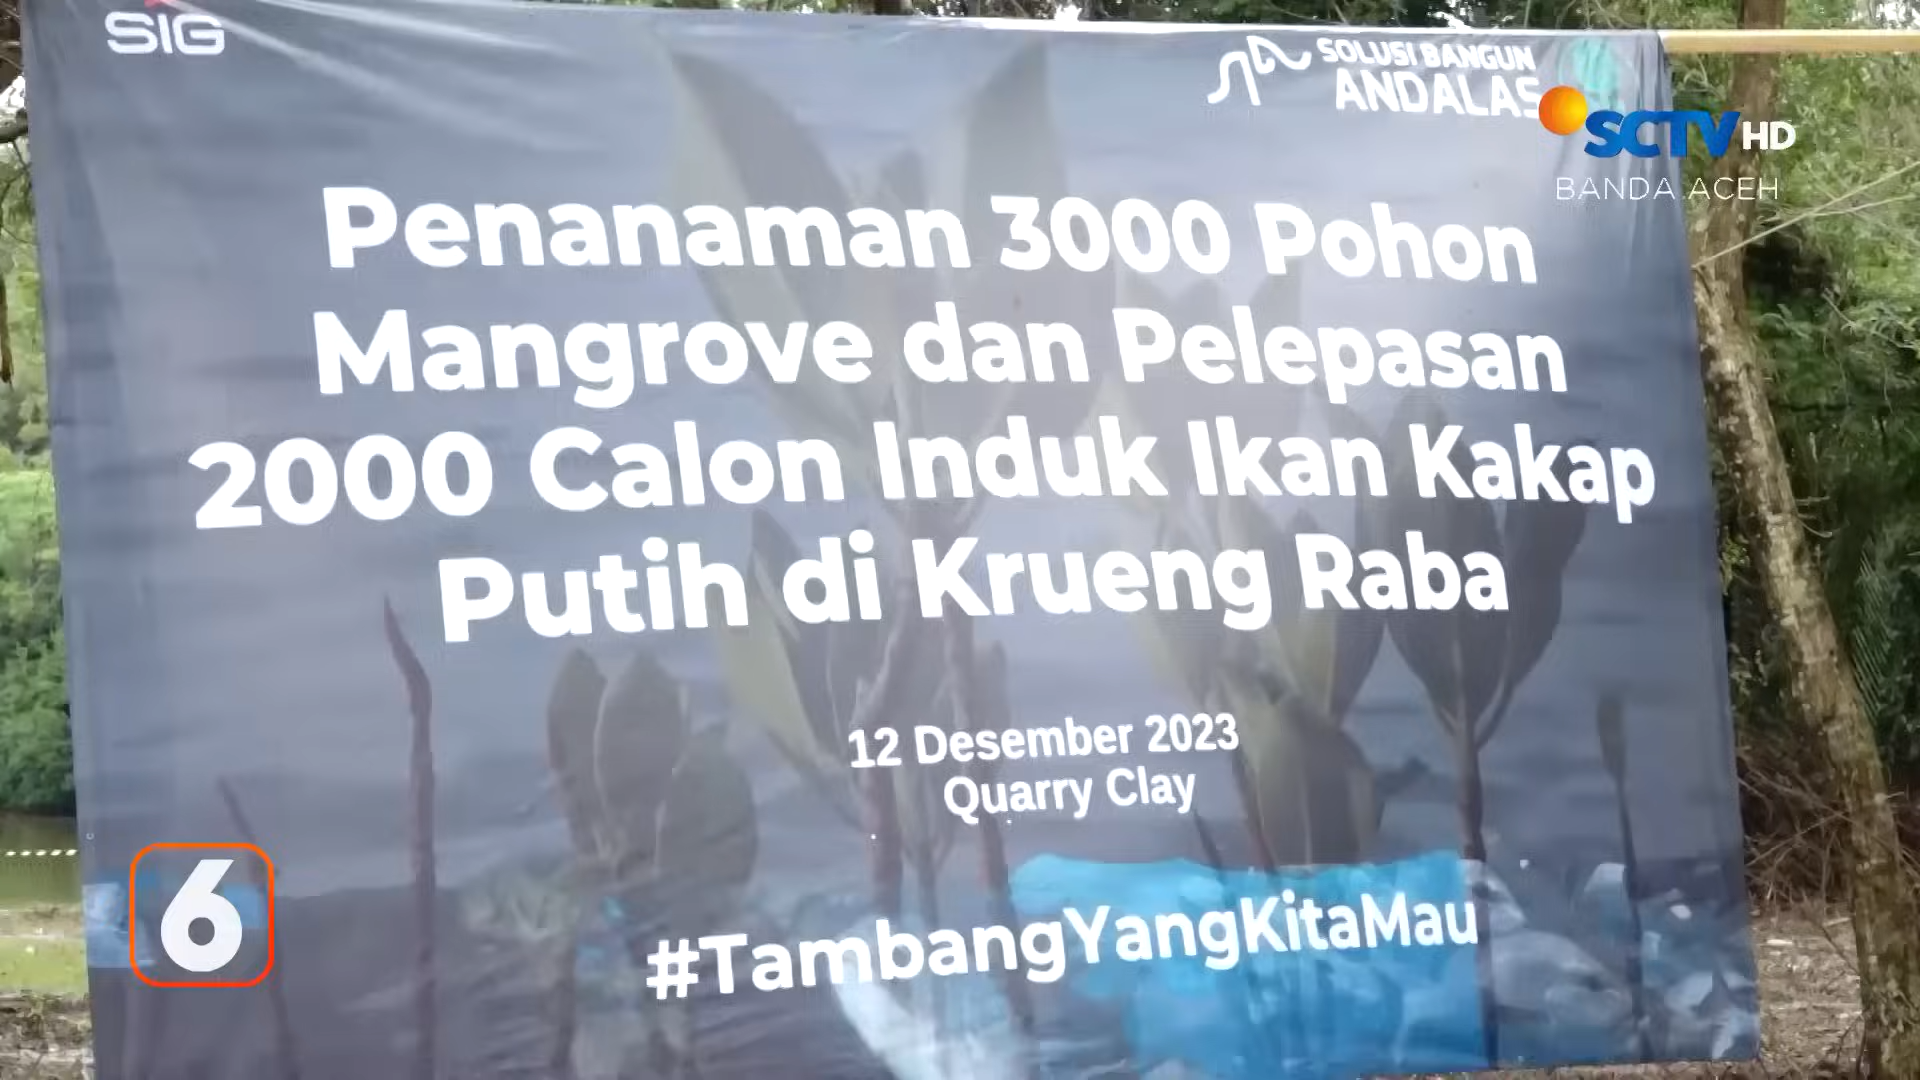 SIG
SOLUSI BANGUN
ANDALAS
SCTV HD
BANDA ACEH
Penanaman 3000 Pohon
Mangrove dan Pelepasan
2000 Calon Induk Ikan Kakap
Putih di Krueng Raba
12 Desember 2023
Quarry Clay
6
#TambangYangKitaMau